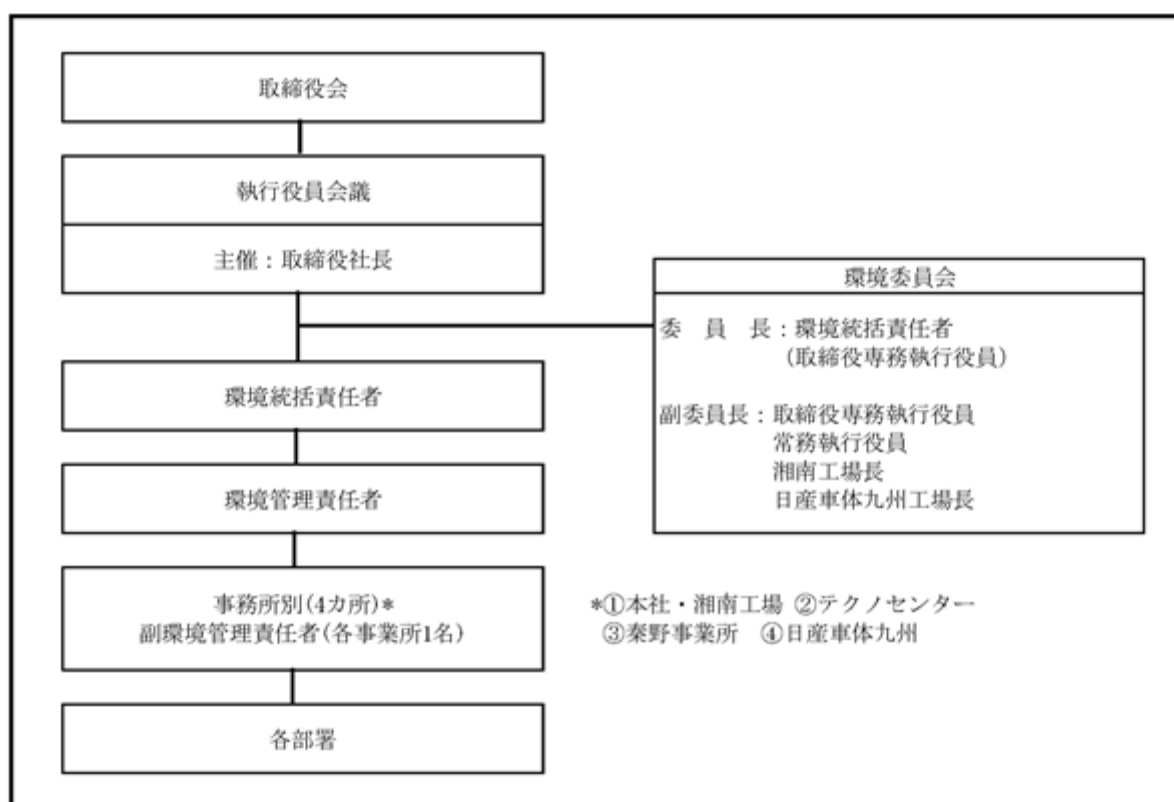 取締役会
執行役員会議
主催：取締役社長
環境委員会
委　員　長：環境統括責任者
(取締役専務執行役員)
副委員長：取締役専務執行役員
常務執行役員
湘南工場長
日産車体九州工場長
環境統括責任者
環境管理責任者
事務所別(4カ所)*
副環境管理責任者(各事業所1名)
*①本社・湘南工場 ②テクノセンター
③秦野事業所　④日産車体九州
各部署